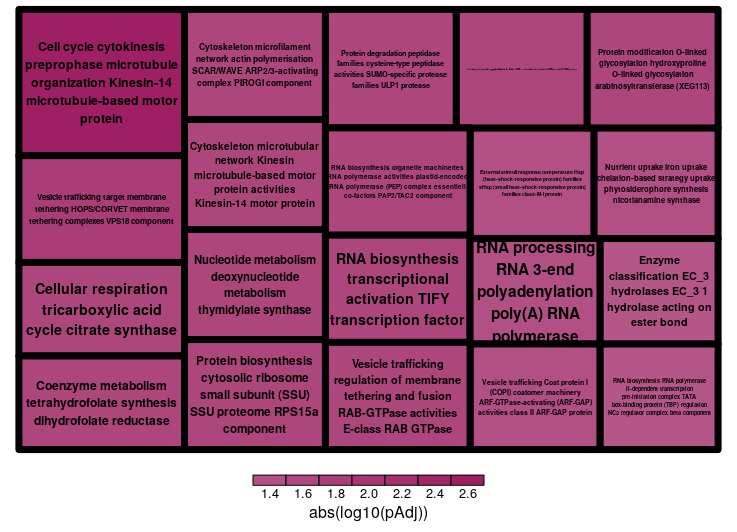 Cell cycle cytokinesis
preprophase microtubule
organization Kinesin-14
microtubule-based motor
protein
Vesicle trafficking target membrane
tethering HOPS/CORVET membrane
tethering complexes VPS18 component
Cellular respiration
tricarboxylic acid
cycle citrate synthase
Coenzyme metabolism
tetrahydrofolate synthesis
dihydrofolate reductase
Cytoskeleton microfilament
network actin polymerisation
SCAR/WAVE ARP2/3-activating
complex PIROGI component
Cytoskeleton microtubular
network Kinesin
microtubule-based motor
protein activities
Kinesin-14 motor protein
Nucleotide metabolism
deoxynucleotide
metabolism
thymidylate synthase
Protein biosynthesis
cytosolic ribosome
small subunit (SSU)
SSU proteome RPS15a
component
Protein degradation peptidase
families cysteine-type peptidase
activities SUMO-specific protease
families ULP1 protease
Protein modification O-linked
glycosylation hydroxyproline
O-linked glycosylation
arabinosyltransferase (XEG113)
RNA biosynthesis organelle machineries
RNA polymerase activities plastid-encoded
RNA polymerase (PEP) complex essential
co-factors PAP2/TAC2 component
External stimuli response temperature Hsp
(heat-shock-responsive protein) families
sHsp (small heat-shock-responsive protein)
families class-M-I protein
Nutrient uptake iron uptake
chelation-based strategy uptake
phytosiderophore synthesis
nicotianamine synthase
RNA biosynthesis
transcriptional
activation TIFY
transcription factor
RNA processing
RNA 3-end
polyadenylation
poly(A) RNA
polymerase
Enzyme
classification EC_3
hydrolases EC_3 1
hydrolase acting on
ester bond
Vesicle trafficking
regulation of membrane
tethering and fusion
RAB-GTPase activities
E-class RAB GTPase
Vesicle trafficking Coat protein I
(COPI) coatomer machinery
ARF-GTPase-activating (ARF-GAP)
activities class II ARF-GAP protein
RNA biosynthesis RNA polymerase
II-dependent transcription
pre-initiation complex TATA
box-binding protein (TBP) regulation
NC2 regulator complex beta component
1.4 1.6 1.8 2.0 2.2 2.4 2.6
abs(log10(pAdj))